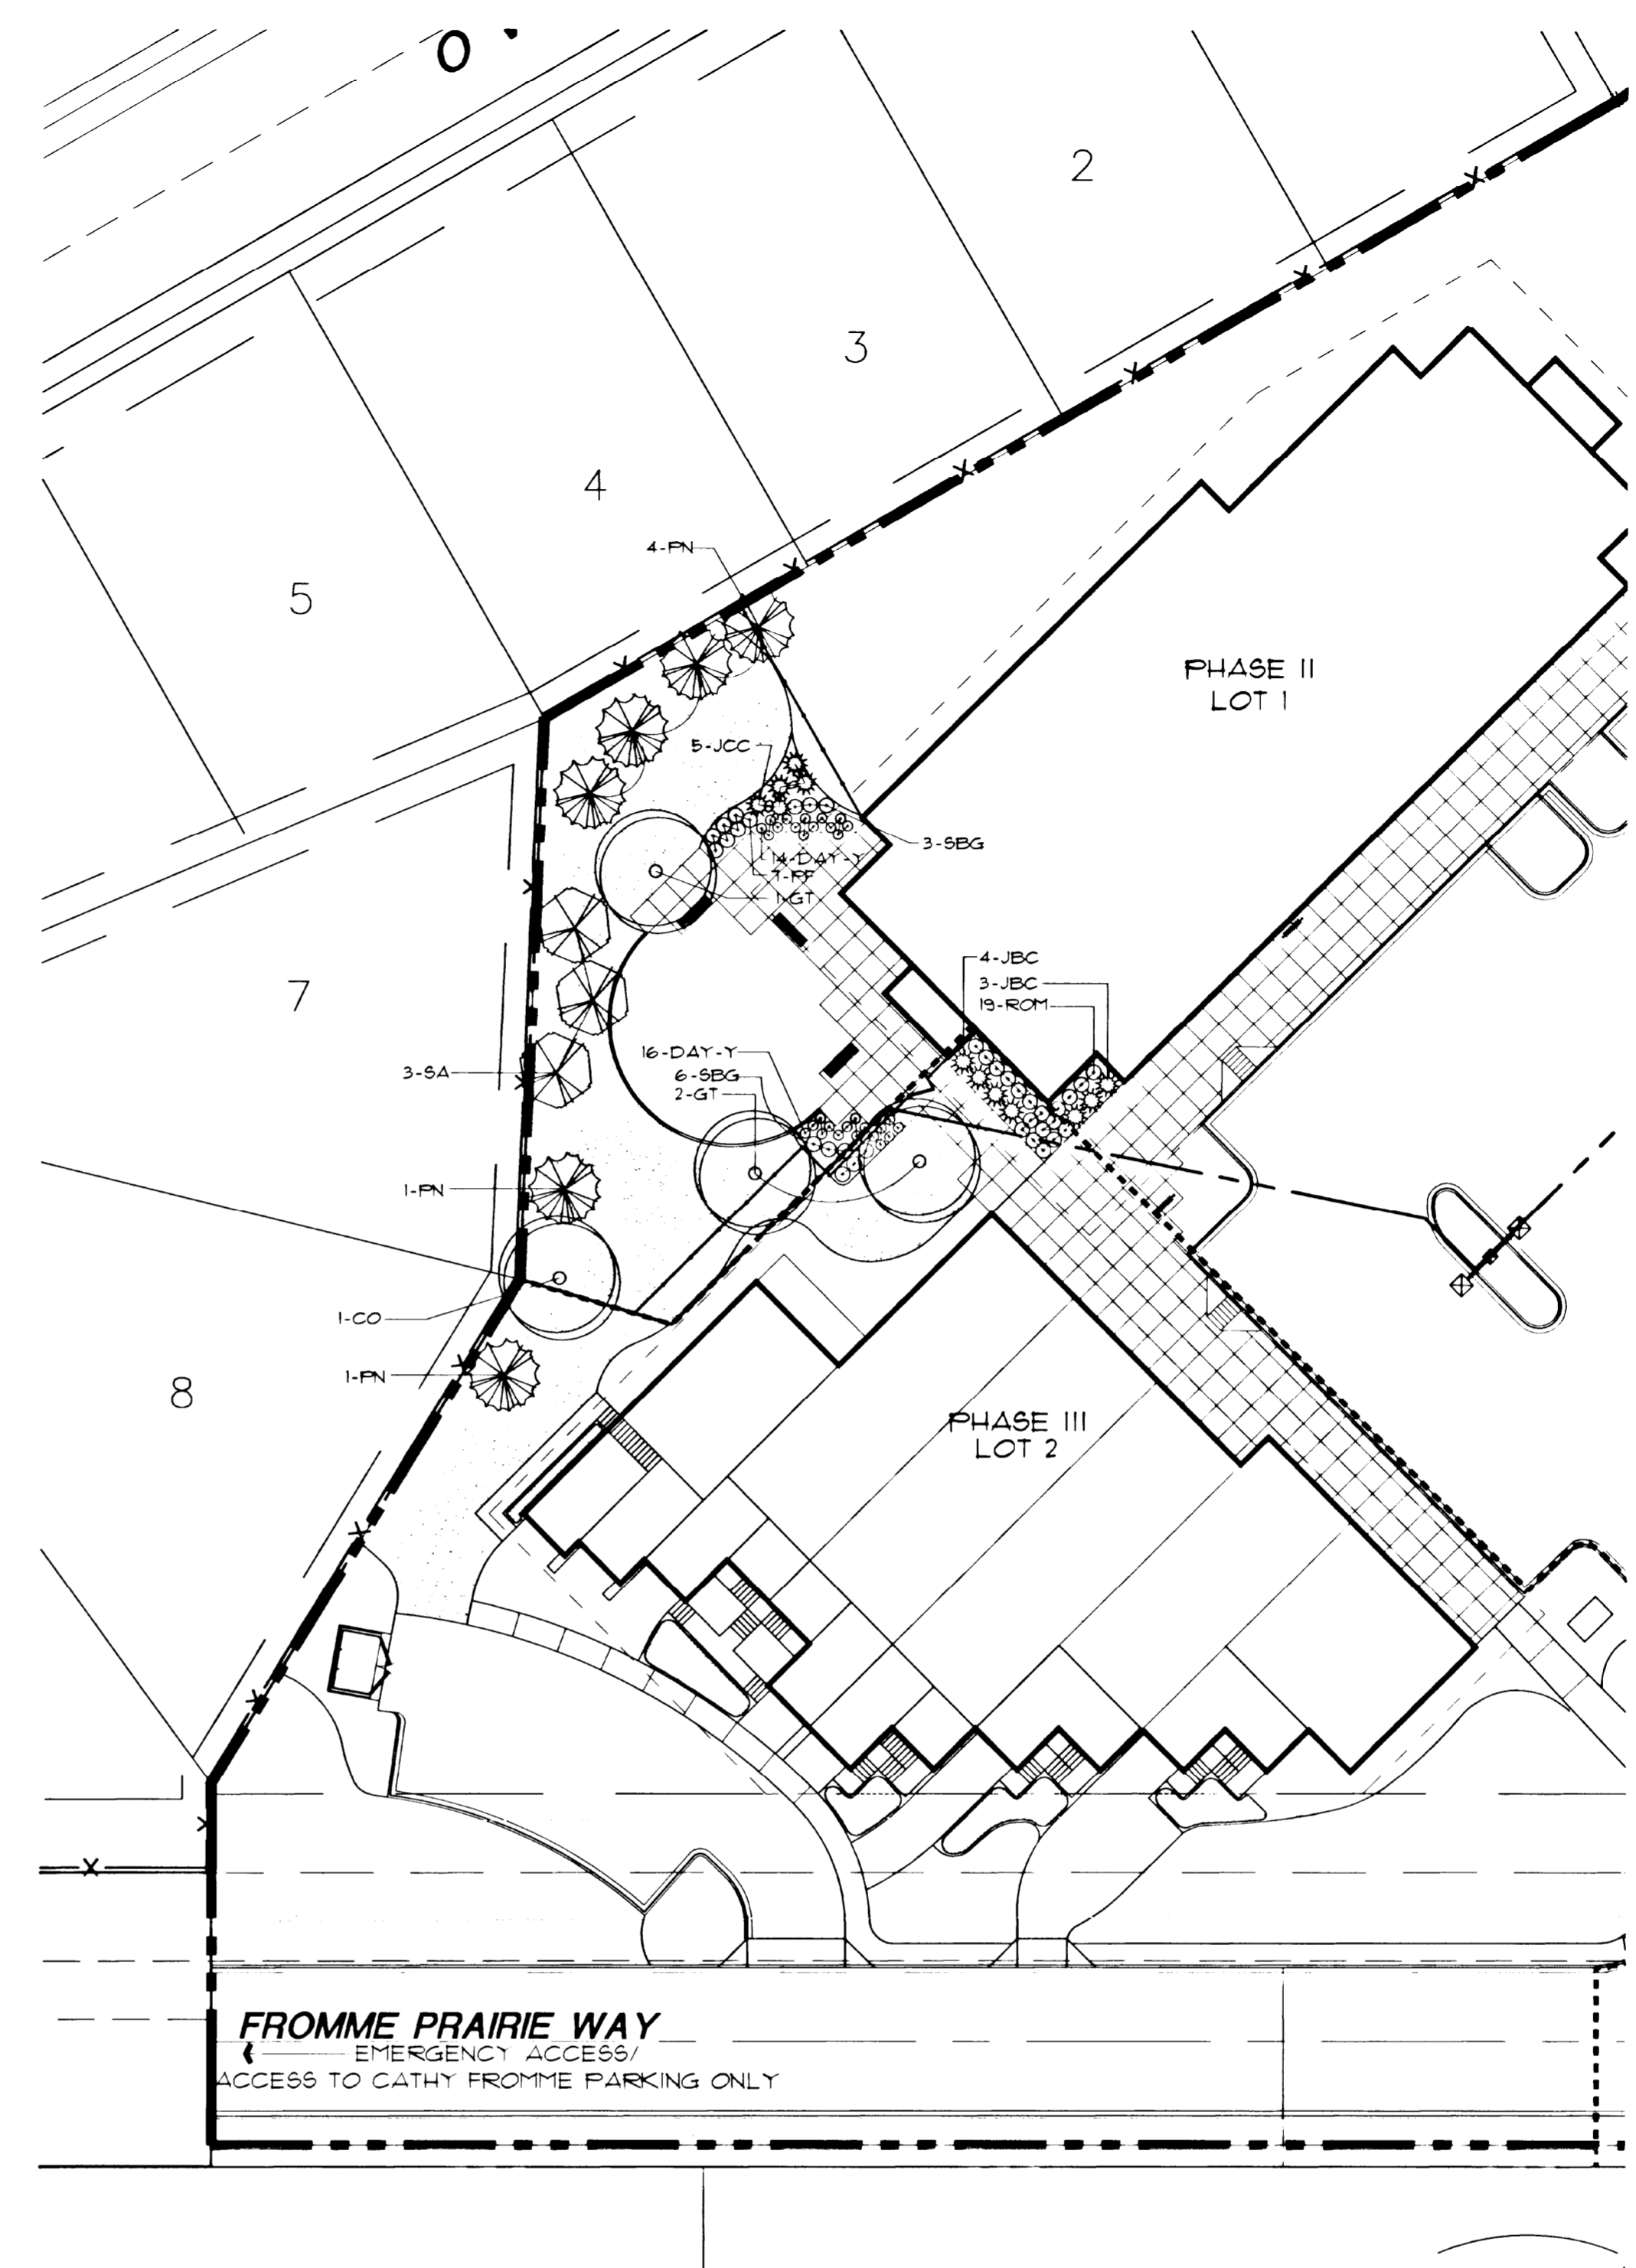 2
3
4
4-PN
5
PHASE II
LOT 1
5-JCC
3-SBG
14-DAY-Y
7-PF
1-GT
4-JBC
3-JBC
19-ROM
7
16-DAY-Y
6-SBG
2-GT
3-SA
1-PN
1-CO
1-PN
8
PHASE III
LOT 2
FROMME PRAIRIE WAY
EMERGENCY ACCESS/
ACCESS TO CATHY FROMME PARKING ONLY